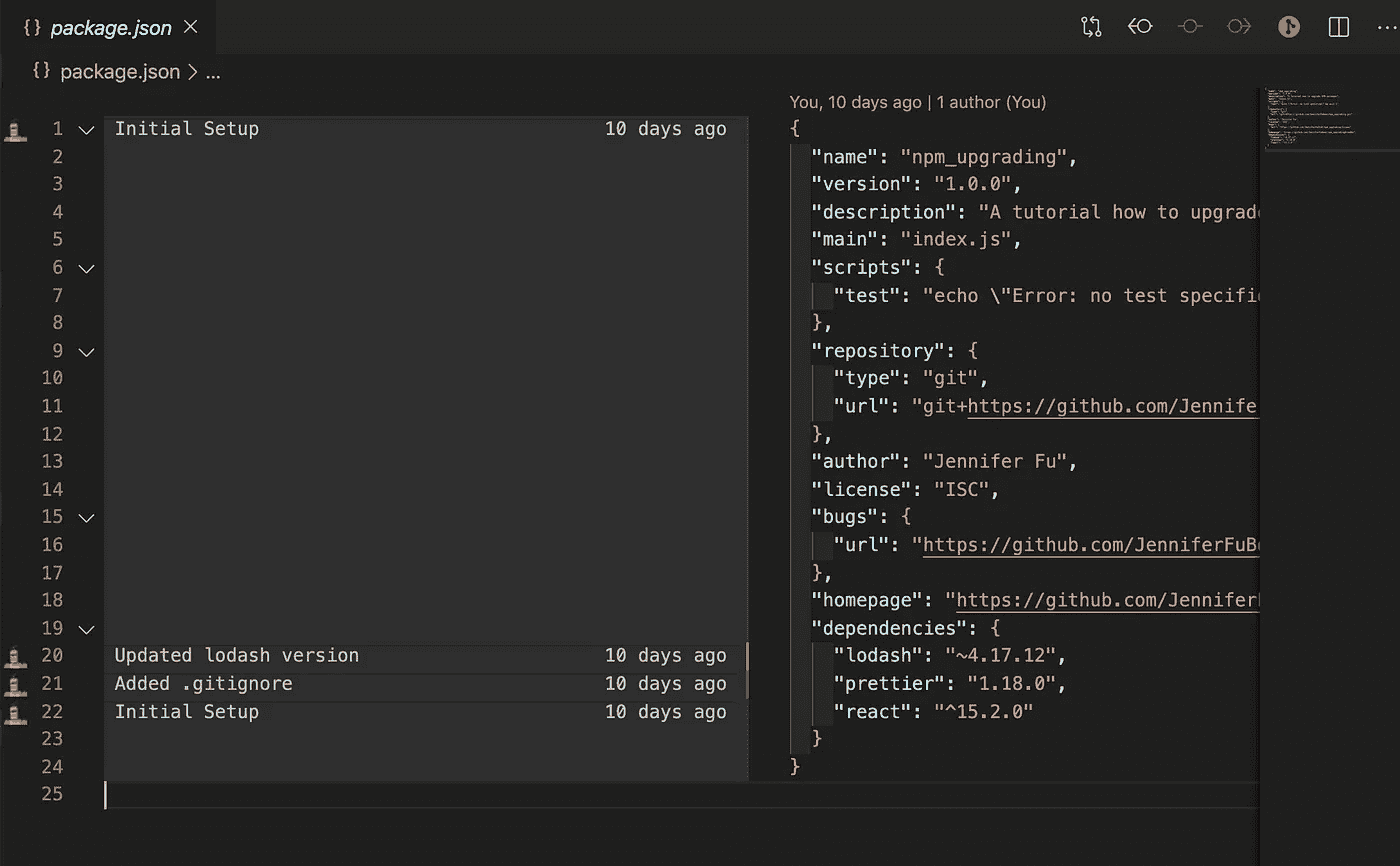 {} package.json ×
{} package.json > ...
You, 10 days ago | 1 author (You)
1 Initial Setup 10 days ago {
2 "name": "npm_upgrading",
3 "version": "1.0.0",
4 "description": "A tutorial how to upgrad
5 "main": "index.js",
6 "scripts": {
7 "test": "echo \"Error: no test specifi
8 },
9 "repository": {
10 "type": "git",
11 "url": "git+https://github.com/Jennife
12 },
13 "author": "Jennifer Fu",
14 "license": "ISC",
15 "bugs": {
16 "url": "https://github.com/JenniferFuB
17 },
18 "homepage": "https://github.com/Jennifer
19 "dependencies": {
20 Updated lodash version 10 days ago "lodash": "~4.17.12",
21 Added .gitignore 10 days ago "prettier": "1.18.0",
22 Initial Setup 10 days ago "react": "^15.2.0"
23 }
24 }
25